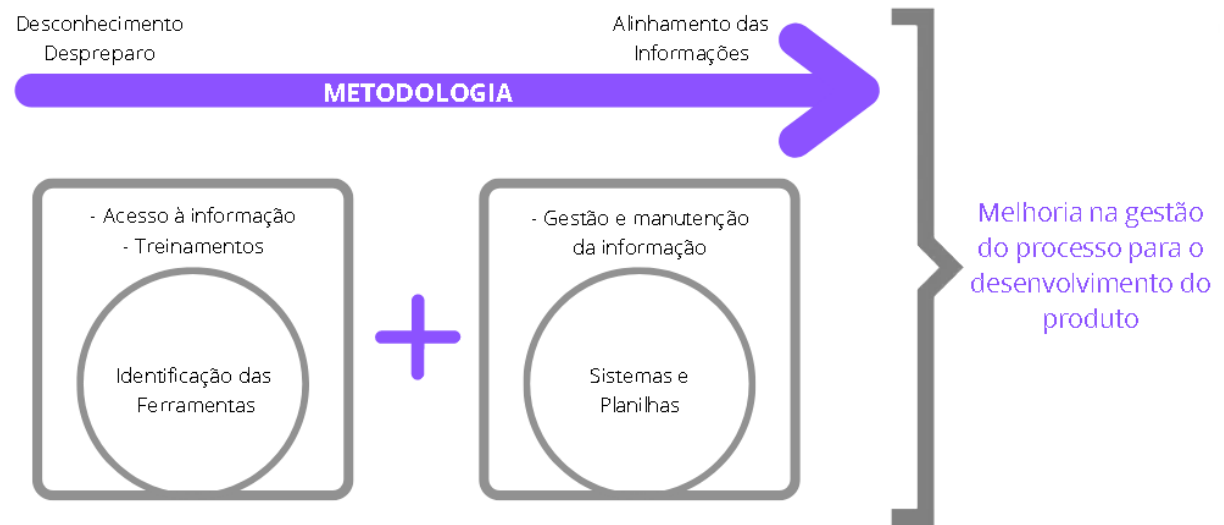 Desconhecimento
Despreparo
Alinhamento das
Informações
METODOLOGIA
- Acesso à informação
- Treinamentos
Identificação das
Ferramentas
- Gestão e manutenção
da informação
Sistemas e
Planilhas
Melhoria na gestão
do processo para o
desenvolvimento do
produto